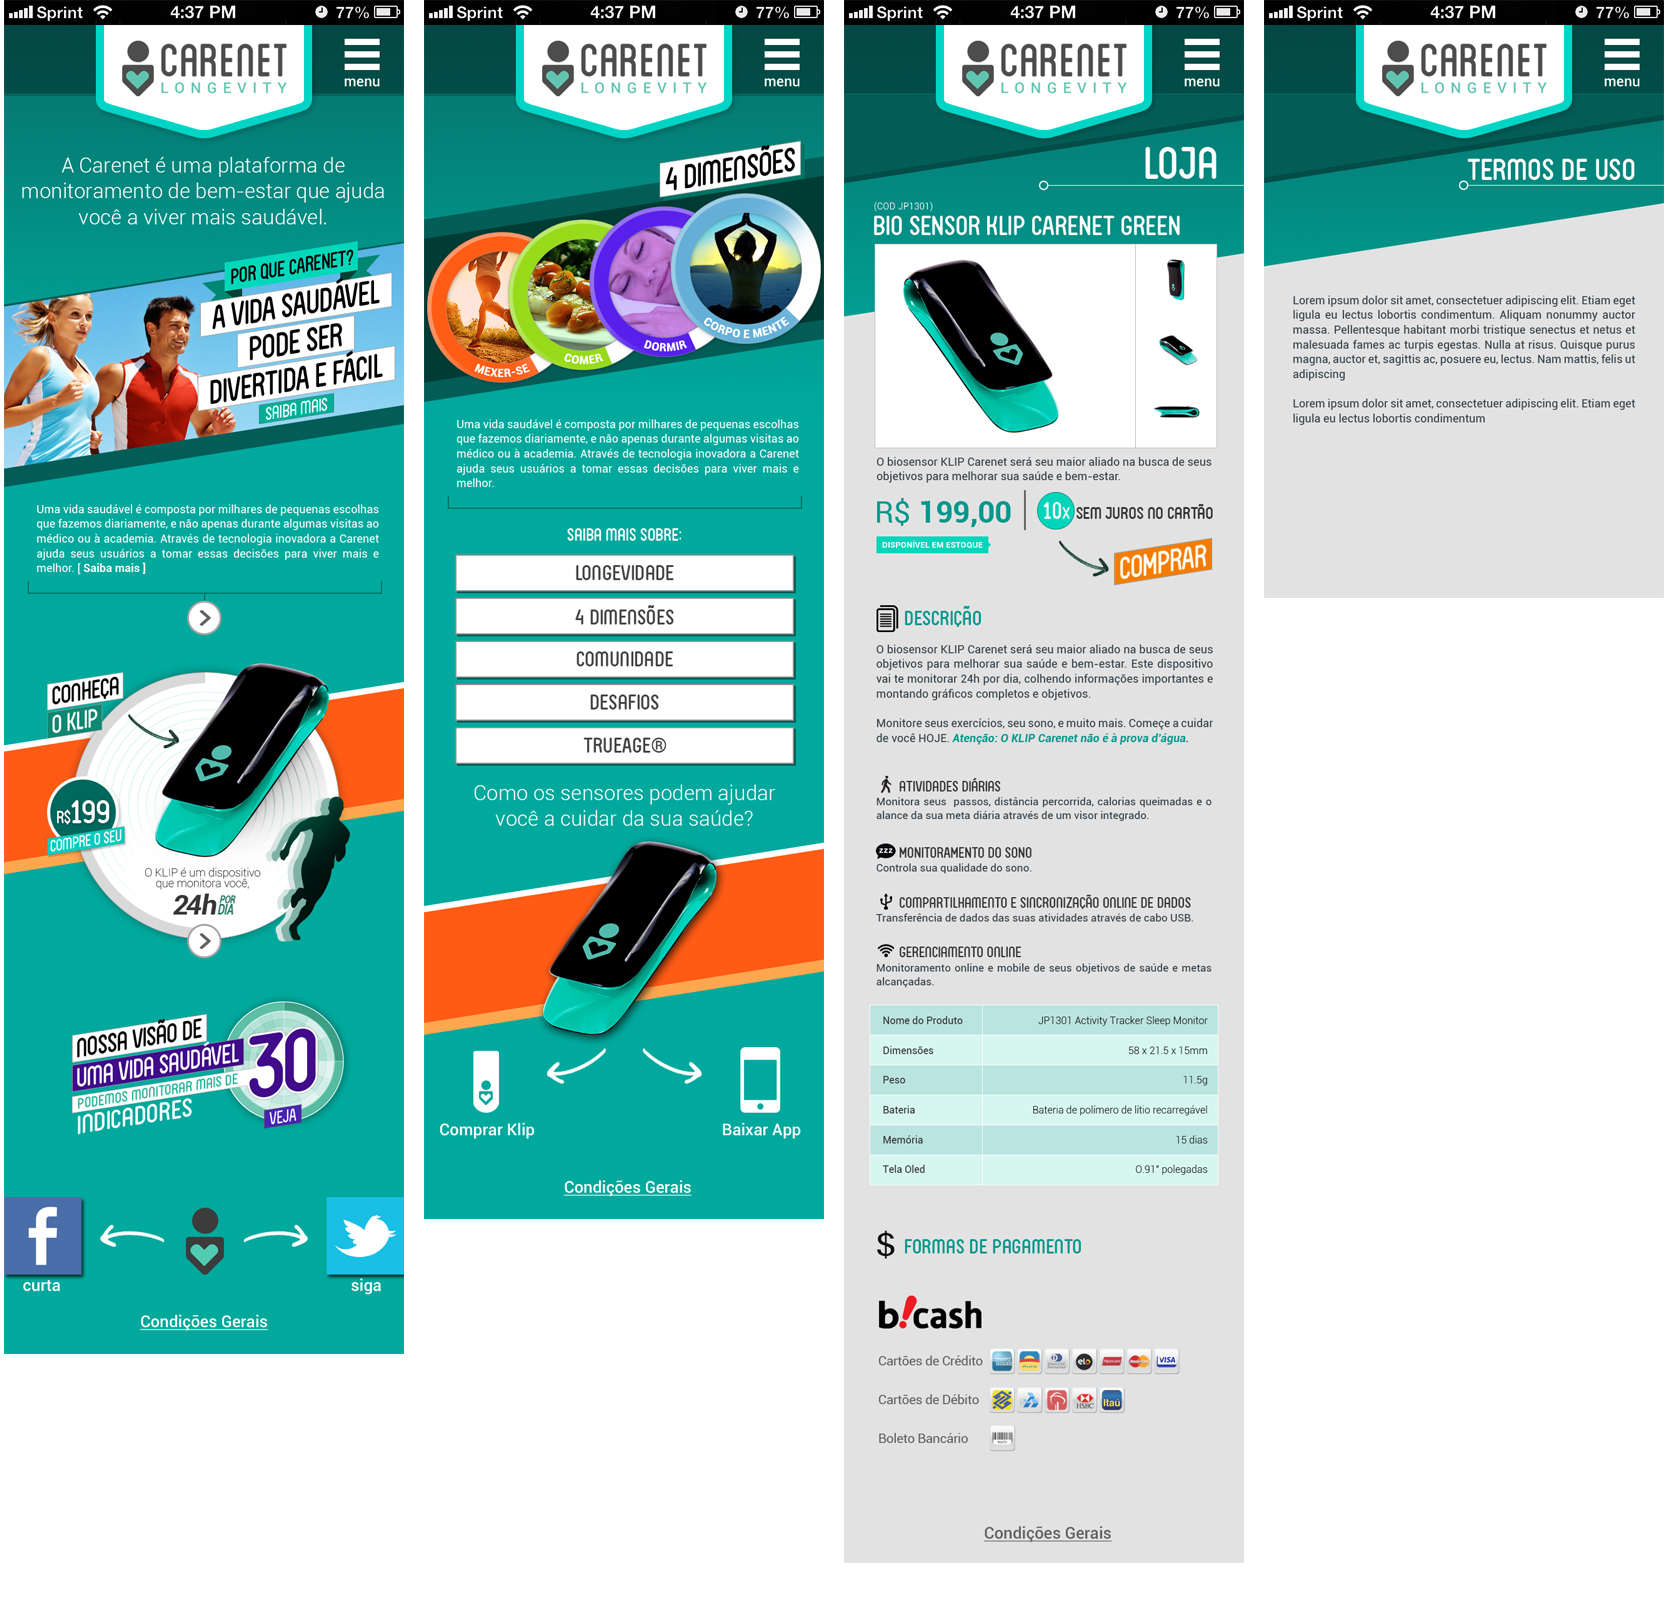 Sprint 4:37 PM 77%
CARENET
LONGEVITY
menu
A Carenet é uma plataforma de
monitoramento de bem-estar que ajuda
você a viver mais saudável.
POR QUE CARENET?
A VIDA SAUDÁVEL
PODE SER
DIVERTIDA E FÁCIL
SAIBA MAIS
Uma vida saudável é composto por milhares de pequenas escolhas
que fazemos diariamente, e não apenas durante algumas visitas ao
médico ou à academia. Através de tecnologia inovadora a Carenet
ajuda seus usuários a tomar essas decisões para viver mais e
melhor. [ Saiba mais ]
CONHEÇA
O KLIP
R$199
COMPRE O SEU
O KLIP é um dispositivo
que monitora você,
24h POR
DIA
NOSSA VISÃO DE
UMA VIDA SAUDÁVEL
PODEMOS MONITORAR MAIS DE
30
INDICADORES
VEJA
f
curta
siga
Condições Gerais
Sprint 4:37 PM 77%
CARENET
LONGEVITY
menu
4 DIMENSÕES
MEXER-SE
COMER
DORMIR
CORPO E MENTE
Uma vida saudável é composto por milhares de pequenas escolhas
que fazemos diariamente, e não apenas durante algumas visitas ao
médico ou à academia. Através de tecnologia inovadora a Carenet
ajuda seus usuários a tomar essas decisões para viver mais e
melhor.
SAIBA MAIS SOBRE:
LONGEVIDADE
4 DIMENSÕES
COMUNIDADE
DESAFIOS
TRUEAGE®
Como os sensores podem ajudar
você a cuidar da sua saúde?
Comprar Klip
Baixar App
Condições Gerais
Sprint 4:37 PM 77%
CARENET
LONGEVITY
menu
LOJA
(COD JP1301)
BIO SENSOR KLIP CARENET GREEN
O biosensor KLIP Carenet será seu maior aliado na busca de seus
objetivos para melhorar sua saúde e bem-estar.
R$ 199,00
10x SEM JUROS NO CARTÃO
DISPONÍVEL EM ESTOQUE
COMPRAR
DESCRIÇÃO
O biosensor KLIP Carenet será seu maior aliado na busca de seus
objetivos para melhorar sua saúde e bem-estar. Este dispositivo
vai te monitorar 24h por dia, colhendo informações importantes e
montando gráficos completos e objetivos.
Monitore seus exercícios, seu sono, e muito mais. Começe a cuidar
de você HOJE. Atenção: O KLIP Carenet não é à prova d'água.
ATIVIDADES DIÁRIAS
Monitora seus passos, distância percorrida, calorias queimadas e o
alance da sua meta diária através de um visor integrado.
zzz MONITORAMENTO DO SONO
Controla sua qualidade do sono.
COMPARTILHAMENTO E SINCRONIZAÇÃO ONLINE DE DADOS
Transferência de dados das suas atividades através de cabo USB.
GERENCIAMENTO ONLINE
Monitoramento online e mobile de seus objetivos de saúde e metas
alcançadas.
Nome do Produto JP1301 Activity Tracker Sleep Monitor
Dimensões 58 x 21.5 x 15mm
Peso 11.5g
Bateria Bateria de polímero de lítio recarregável
Memória 15 dias
Tela Oled 0.91" polegadas
$ FORMAS DE PAGAMENTO
b!cash
Cartões de Crédito elo VISA
Cartões de Débito HSBC Itaú
Boleto Bancário
Condições Gerais
Sprint 4:37 PM 77%
CARENET
LONGEVITY
menu
TERMOS DE USO
Lorem ipsum dolor sit amet, consectetuer adipiscing elit. Etiam eget
ligula eu lectus lobortis condimentum. Aliquam nonummy auctor
massa. Pellentesque habitant morbi tristique senectus et netus et
malesuada fames ac turpis egestas. Nulla at risus. Quisque purus
magna, auctor et, sagittis ac, posuere eu, lectus. Nam mattis, felis ut
adipiscing
Lorem ipsum dolor sit amet, consectetuer adipiscing elit. Etiam eget
ligula eu lectus lobortis condimentum